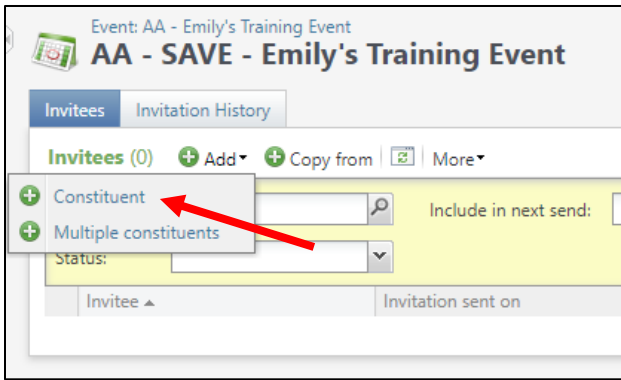 Event: AA - Emily's Training Event
AA - SAVE - Emily's Training Event
Invitees Invitation History
Invitees (0) Add Copy from More
Constituent Include in next send:
Multiple constituents
Status:
Invitee Invitation sent on